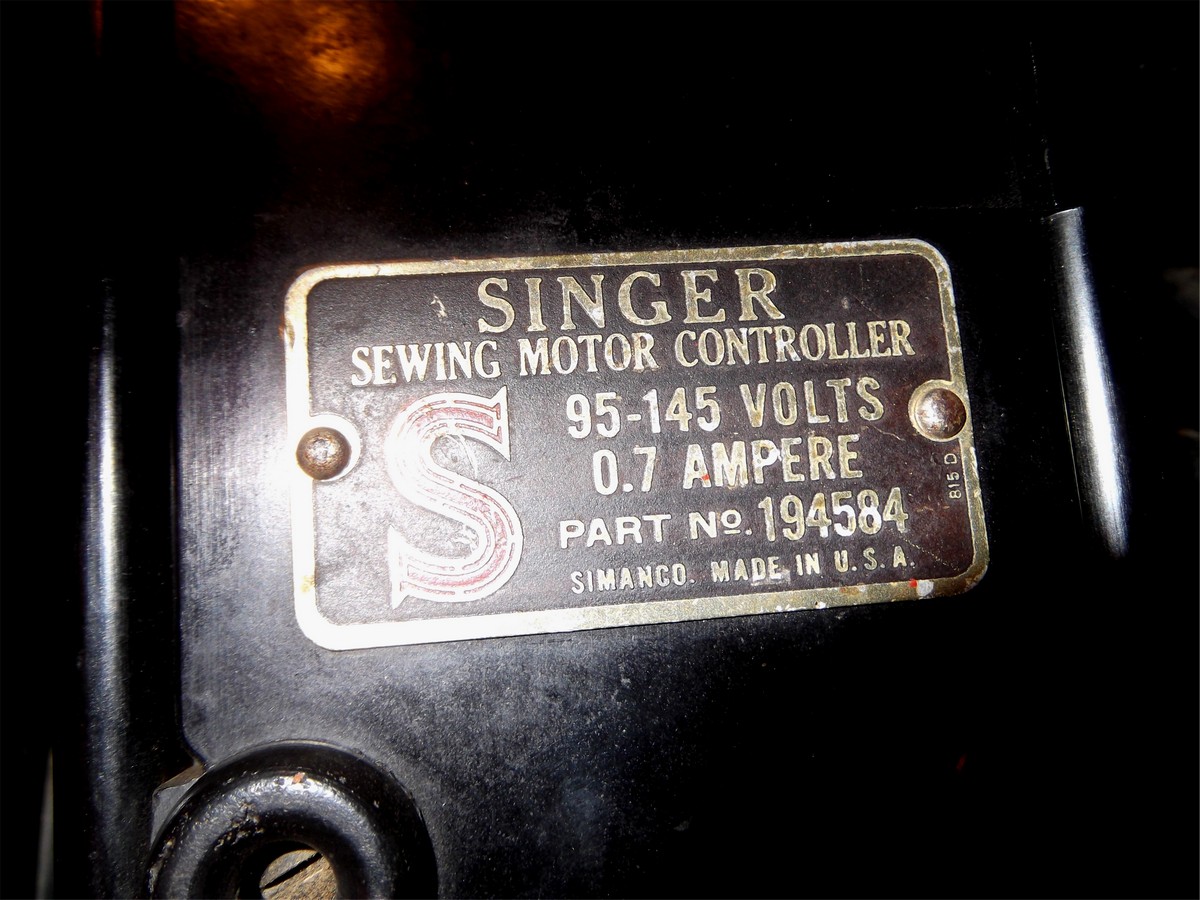 SINGER
SEWING MOTOR CONTROLLER
S
95-145 VOLTS
0.7 AMPERE
PART No. 194584
SIMANCO. MADE IN U.S.A.
815 D